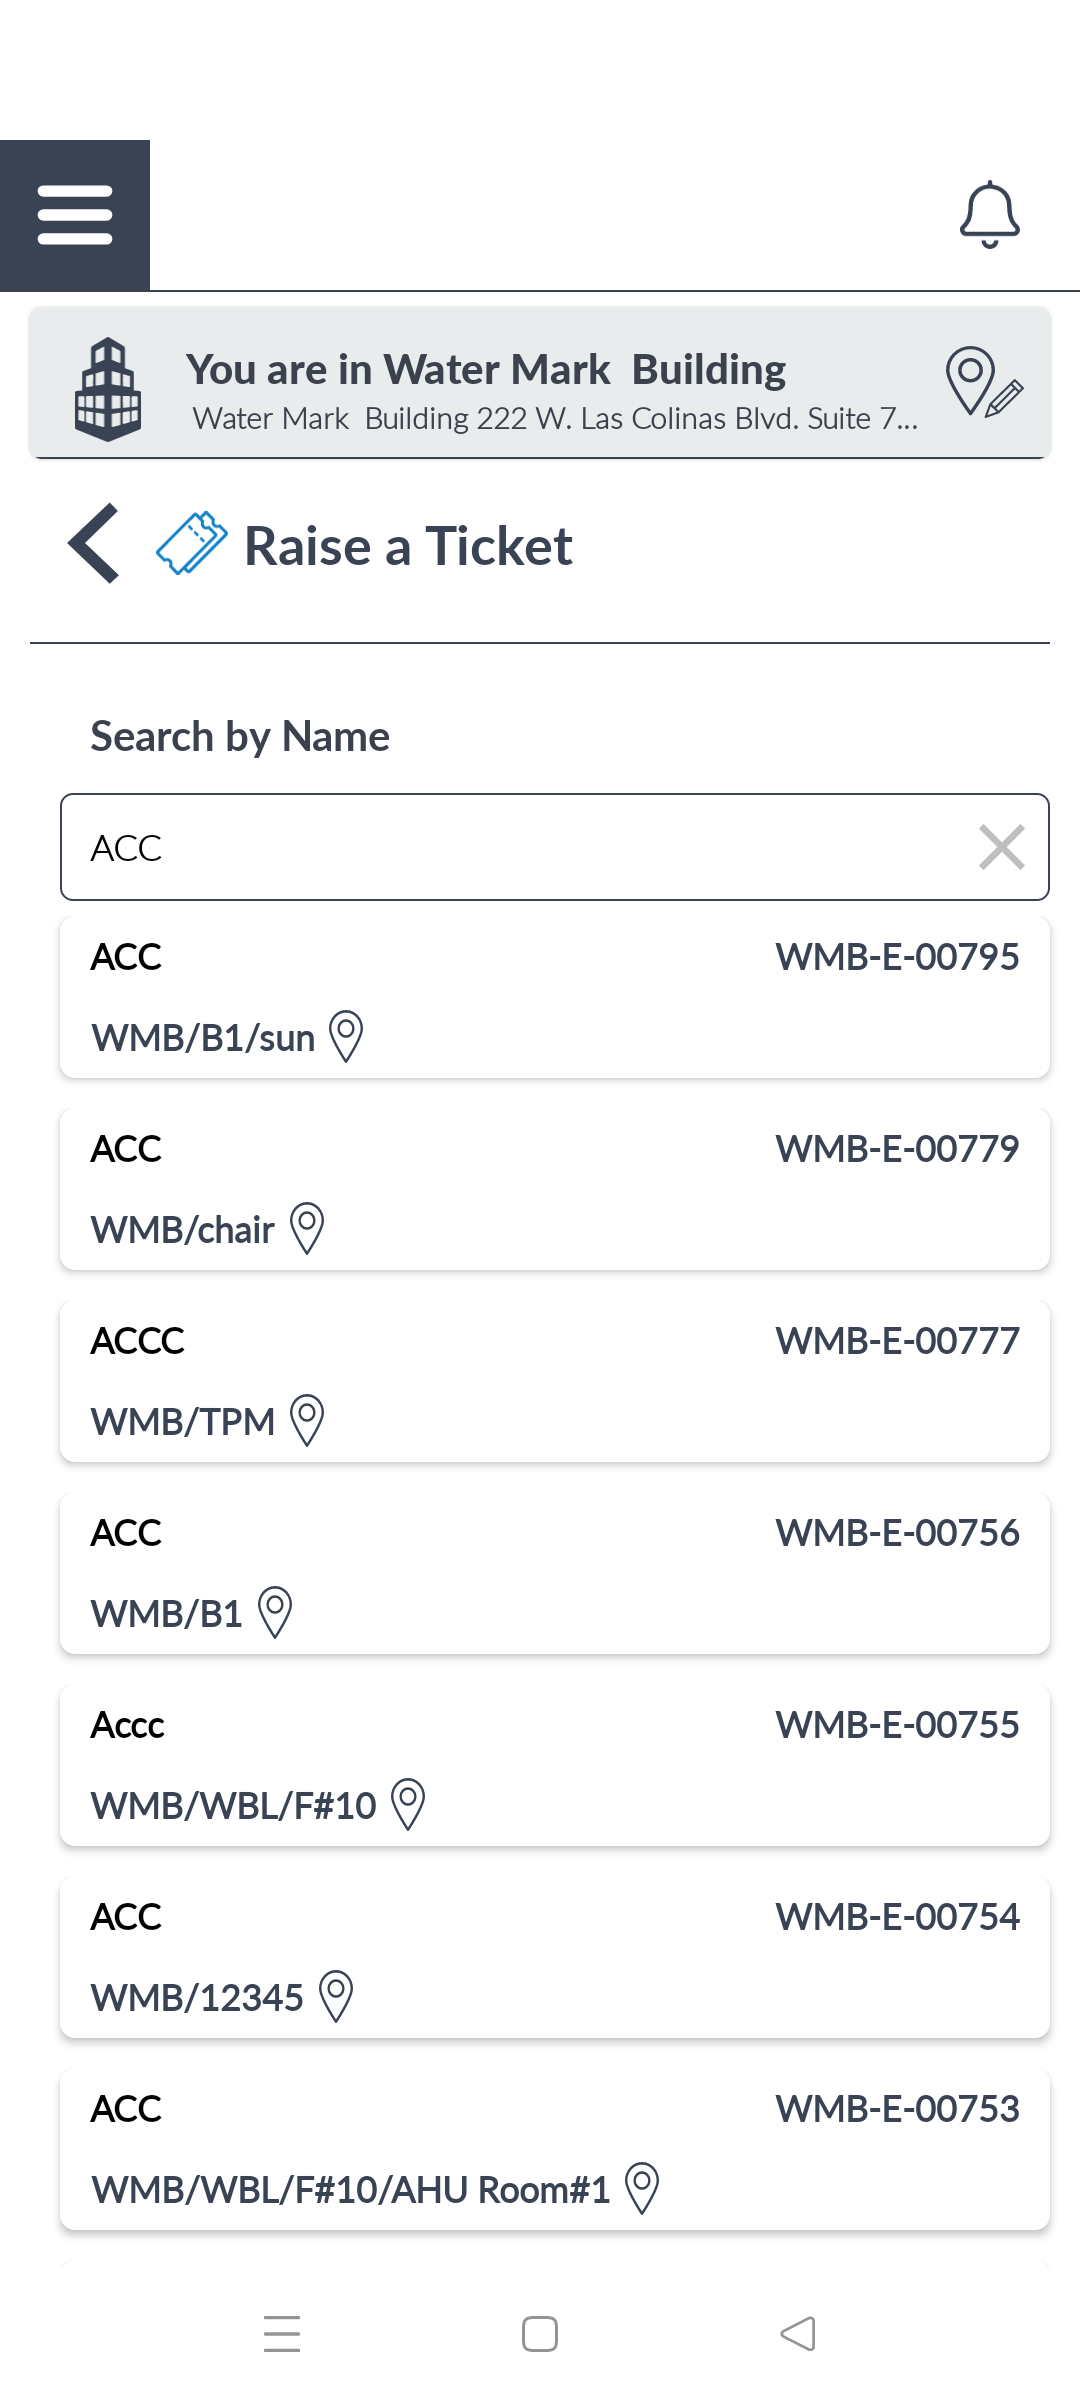 You are in Water Mark  Building
Water Mark  Building 222 W. Las Colinas Blvd. Suite 7...
Raise a Ticket
Search by Name
ACC
ACC WMB-E-00795
WMB/B1/sun
ACC WMB-E-00779
WMB/chair
ACCC WMB-E-00777
WMB/TPM
ACC WMB-E-00756
WMB/B1
Accc WMB-E-00755
WMB/WBL/F#10
ACC WMB-E-00754
WMB/12345
ACC WMB-E-00753
WMB/WBL/F#10/AHU Room#1